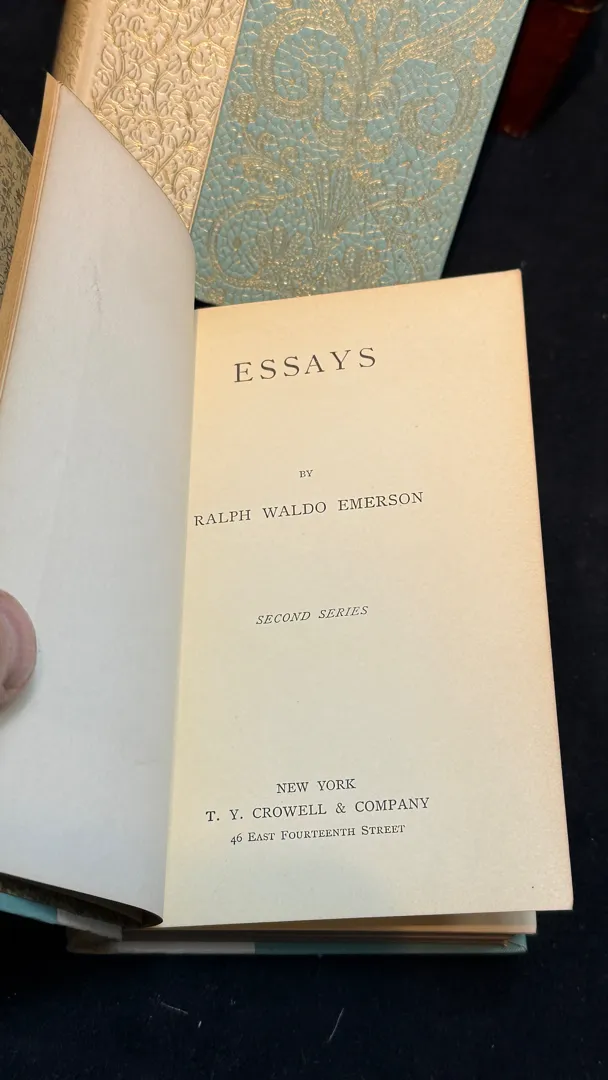 ESSAYS
BY
RALPH WALDO EMERSON
SECOND SERIES
NEW YORK
T. Y. CROWELL & COMPANY
46 EAST FOURTEENTH STREET